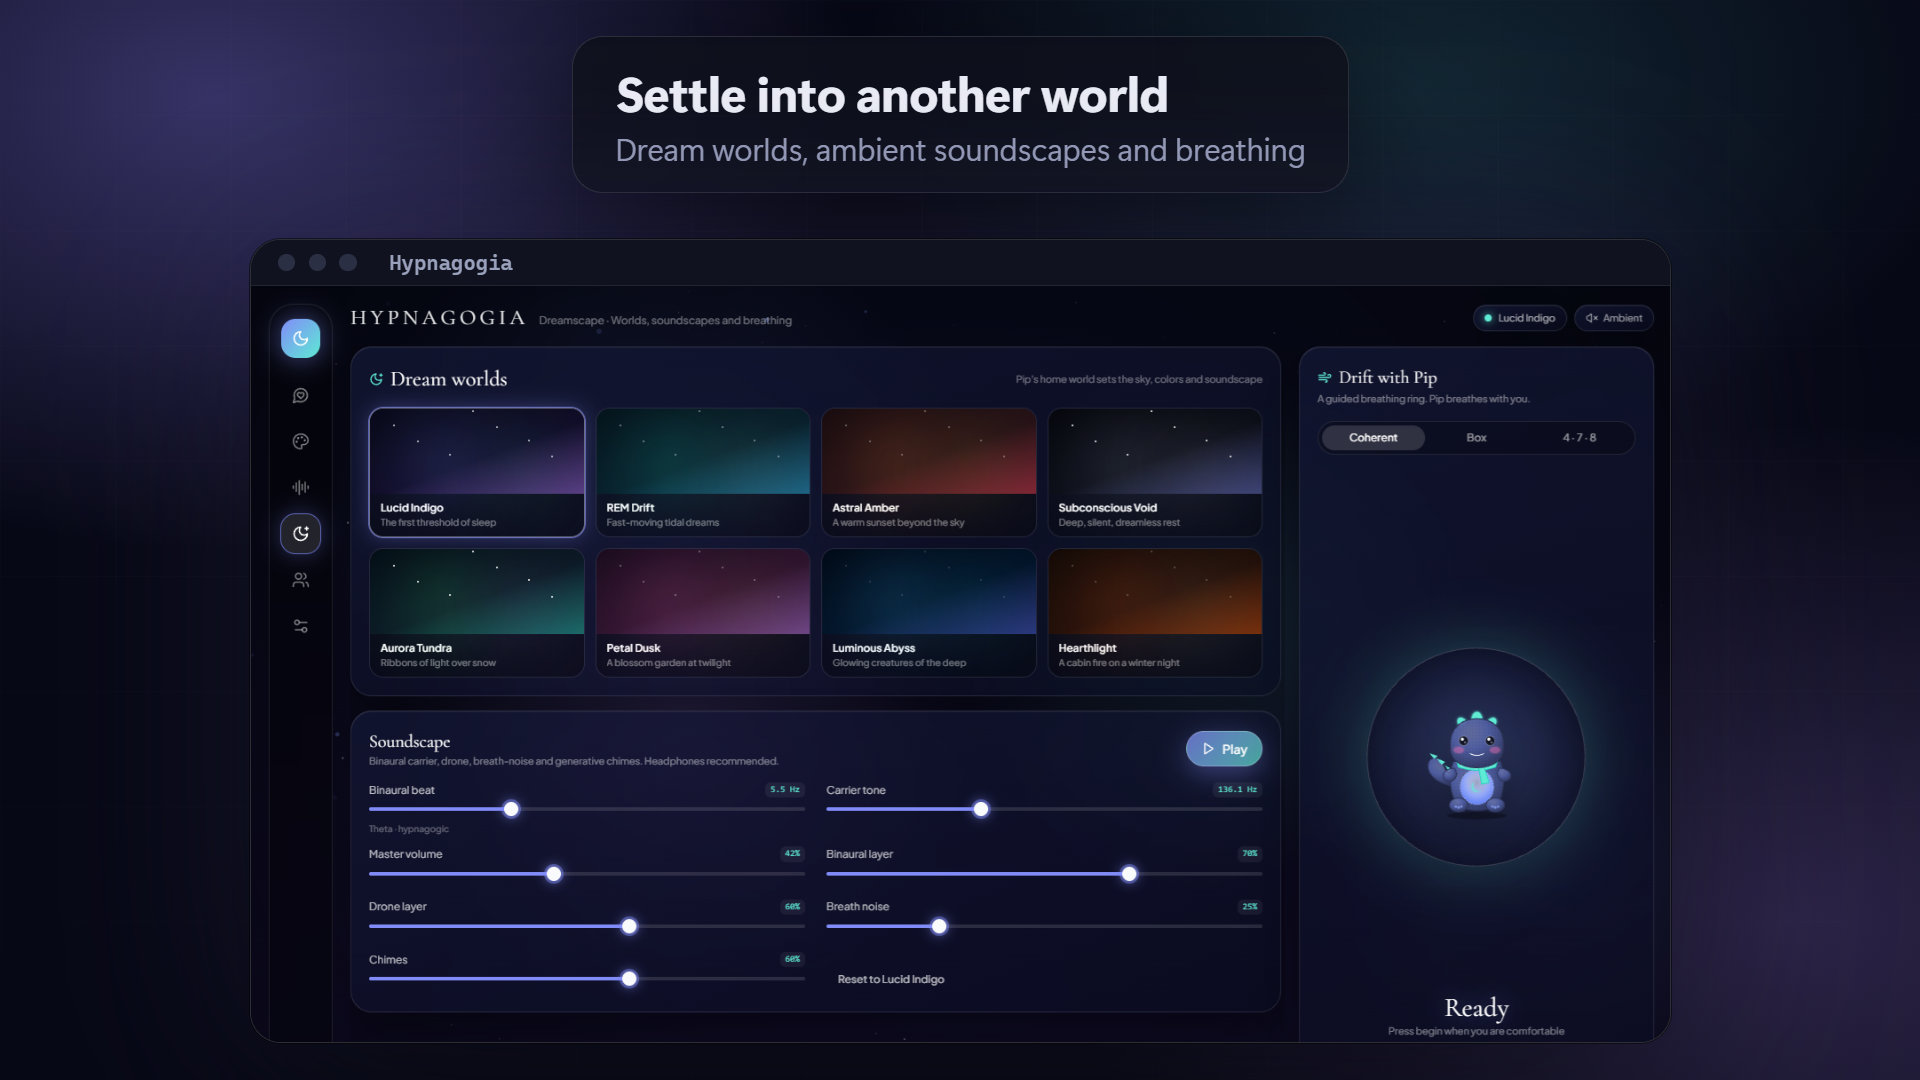 Settle into another world
Dream worlds, ambient soundscapes and breathing
Hypnagogia
HYPNAGOGIA
Dreamscape · Worlds, soundscapes and breathing
Lucid Indigo
Ambient
Dream worlds
Pip's home world sets the sky, colors and soundscape
Lucid Indigo
The first threshold of sleep
REM Drift
Fast-moving tidal dreams
Astral Amber
A warm sunset beyond the sky
Subconscious Void
Deep, silent, dreamless rest
Aurora Tundra
Ribbons of light over snow
Petal Dusk
A blossom garden at twilight
Luminous Abyss
Glowing creatures of the deep
Hearthlight
A cabin fire on a winter night
Soundscape
Binaural carrier, drone, breath-noise and generative chimes. Headphones recommended.
Play
Binaural beat
5.5 Hz
Theta · hypnagogic
Carrier tone
136.1 Hz
Master volume
42%
Binaural layer
70%
Drone layer
60%
Breath noise
25%
Chimes
60%
Reset to Lucid Indigo
Drift with Pip
A guided breathing ring. Pip breathes with you.
Coherent
Box
4 · 7 · 8
Ready
Press begin when you are comfortable